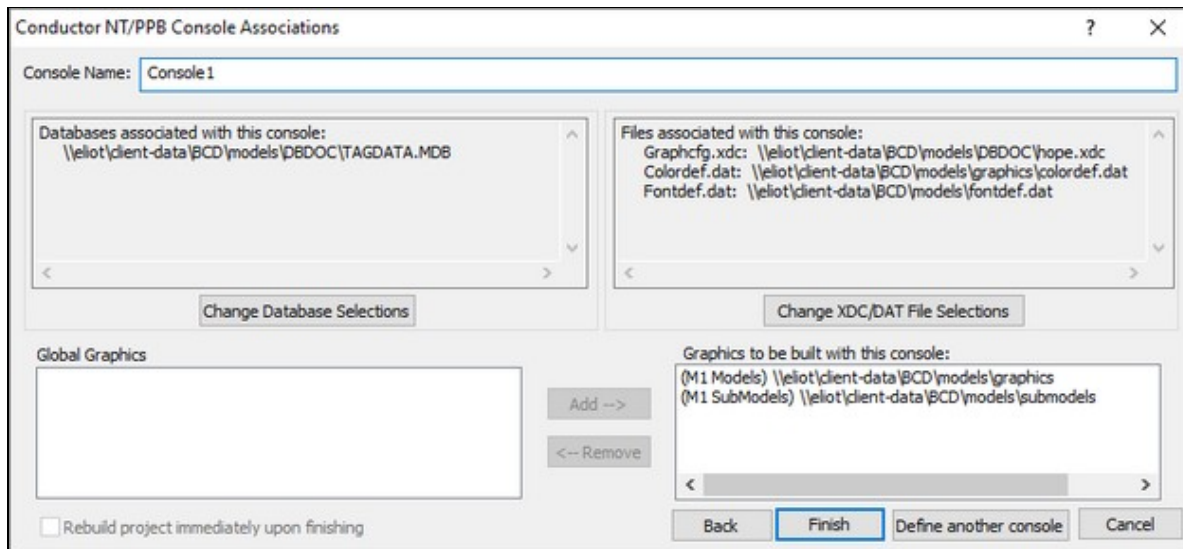 Conductor NT/PPB Console Associations
? X
Console Name: Console1
Databases associated with this console:
\\eliot\client-data\BCD\models\DBDOC\TAGDATA.MDB
Change Database Selections
Files associated with this console:
Graphcfg.xdc: \\eliot\client-data\BCD\models\DBDOC\hope.xdc
Colordef.dat: \\eliot\client-data\BCD\models\graphics\colordef.dat
Fontdef.dat: \\eliot\client-data\BCD\models\fontdef.dat
Change XDC/DAT File Selections
Global Graphics
Add -->
<-- Remove
Graphics to be built with this console:
(M1 Models) \\eliot\client-data\BCD\models\graphics
(M1 SubModels) \\eliot\client-data\BCD\models\submodels
Rebuild project immediately upon finishing
Back Finish Define another console Cancel